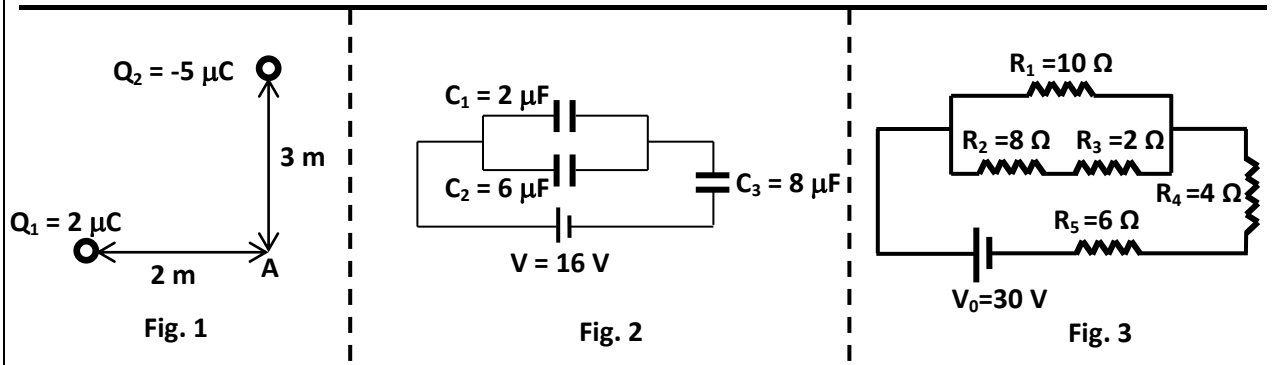 Q₂ = -5 μC
3 m
Q₁ = 2 μC
2 m
A
Fig. 1
C₁ = 2 μF
C₂ = 6 μF
C₃ = 8 μF
V = 16 V
Fig. 2
R₁ =10 Ω
R₂ =8 Ω R₃ =2 Ω
R₄ =4 Ω
R₅ =6 Ω
V₀=30 V
Fig. 3